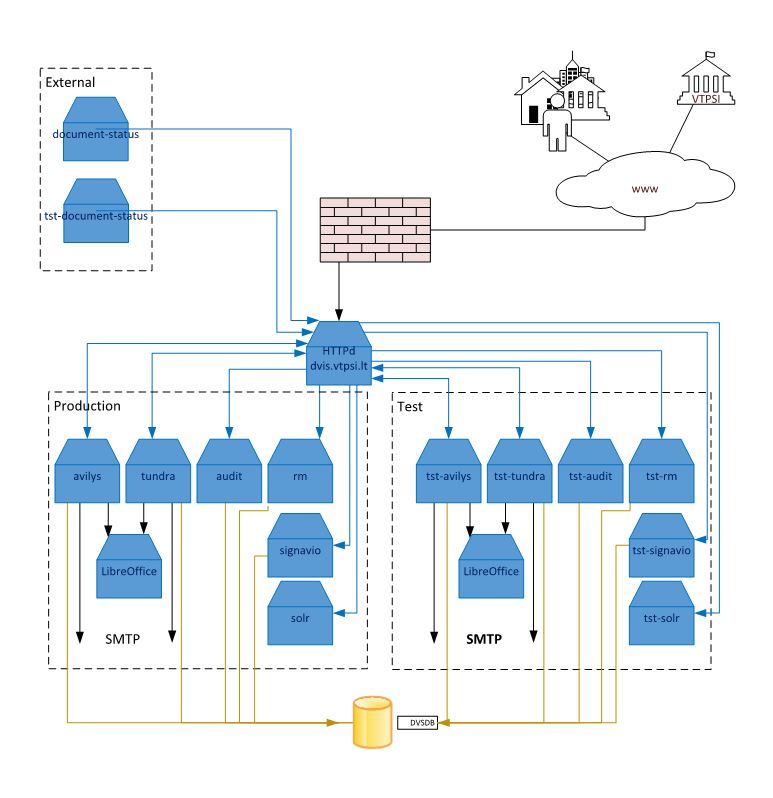 External
document-status
tst-document-status
VTPSI
www
HTTPd
dvis.vtpsi.lt
Production
Test
avilys
tundra
audit
rm
tst-avilys
tst-tundra
tst-audit
tst-rm
signavio
tst-signavio
LibreOffice
LibreOffice
solr
tst-solr
SMTP
SMTP
DVSDB